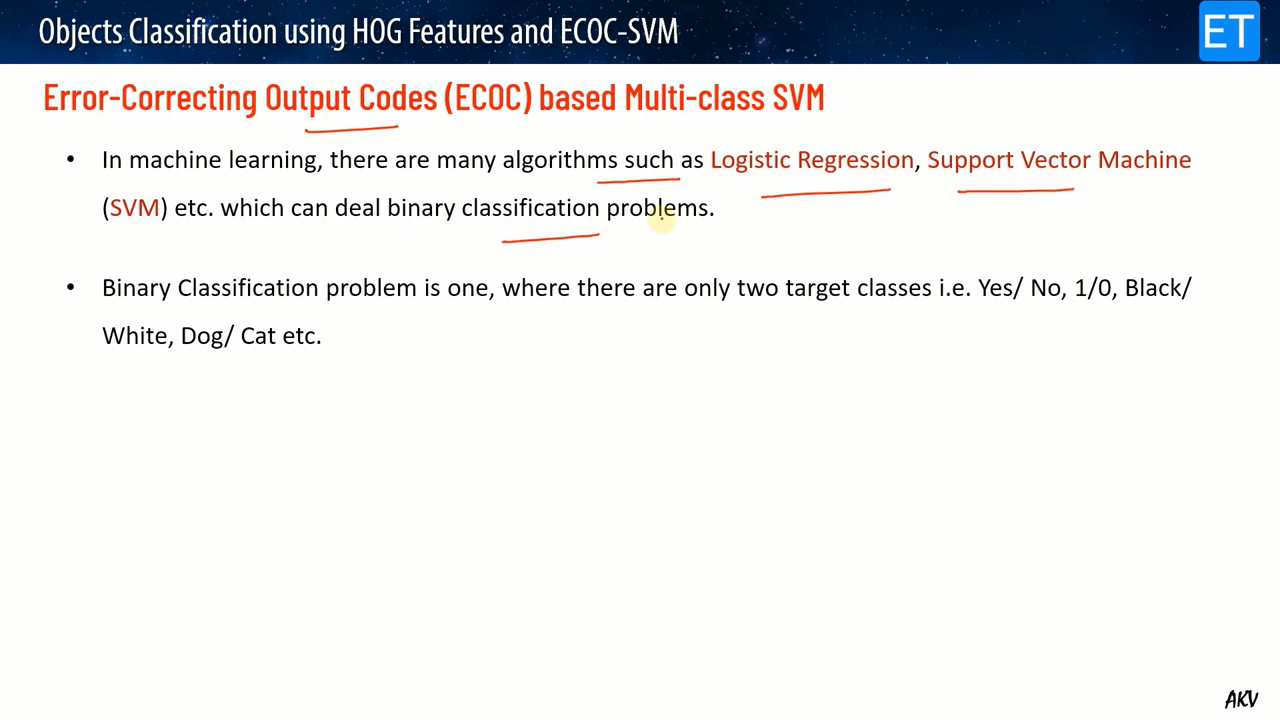 Objects Classification using HOG Features and ECOC-SVM
ET
Error-Correcting Output Codes (ECOC) based Multi-class SVM
• In machine learning, there are many algorithms such as Logistic Regression, Support Vector Machine
(SVM) etc. which can deal binary classification problems.
• Binary Classification problem is one, where there are only two target classes i.e. Yes/ No, 1/0, Black/
White, Dog/ Cat etc.
AKV